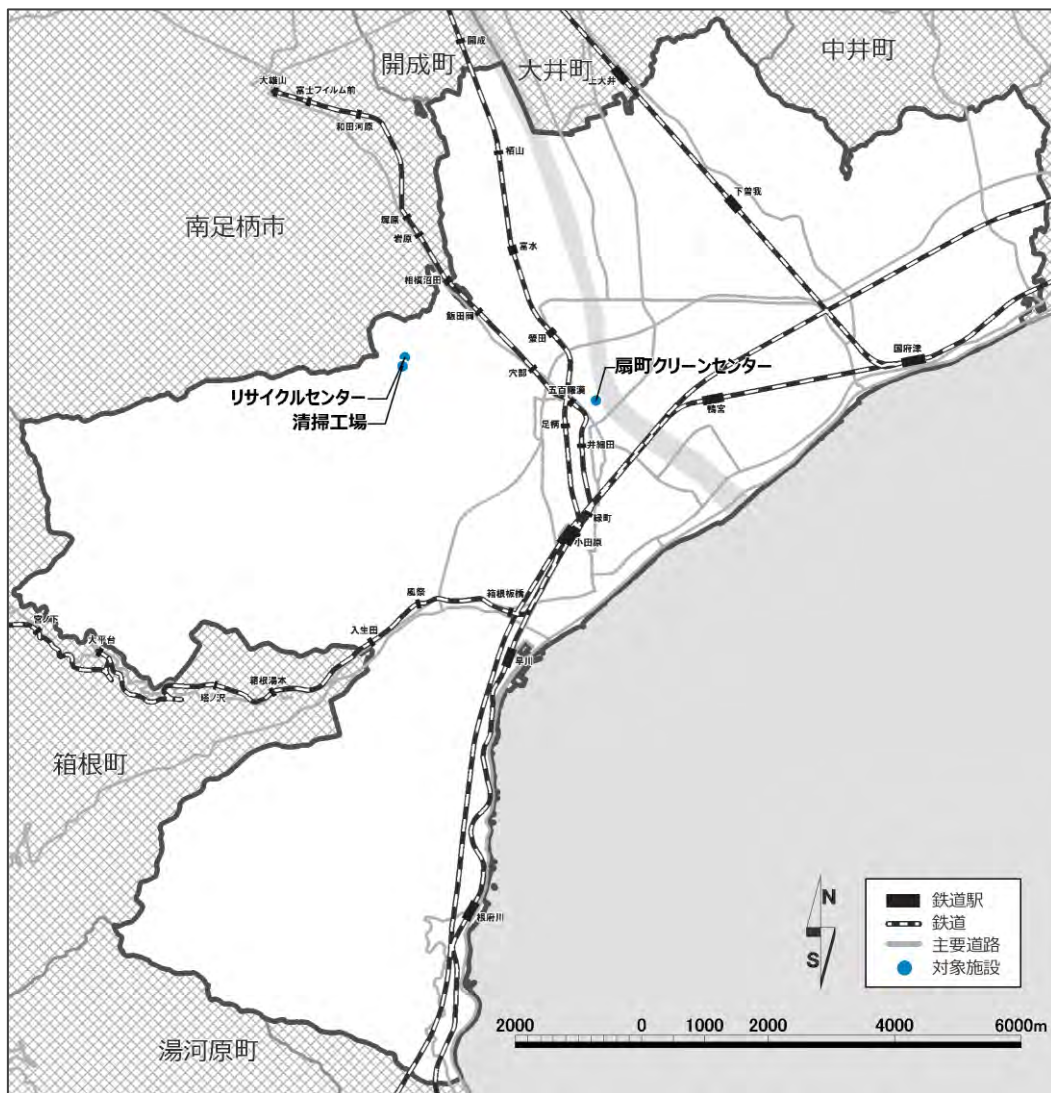 開成町
大井町
中井町
開成
上大井
大雄山
富士フイルム前
和田河原
栢山
下曽我
南足柄市
岩原
富水
相模沼田
飯田岡
螢田
国府津
リサイクルセンター
清掃工場
穴部
五百羅漢
扇町クリーンセンター
鴨宮
足柄
井細田
緑町
小田原
風祭
箱根板橋
入生田
早川
宮ノ下
大平台
塔ノ沢
箱根湯本
箱根町
根府川
湯河原町
N
S
鉄道駅
鉄道
主要道路
対象施設
2000 0 1000 2000 4000 6000m